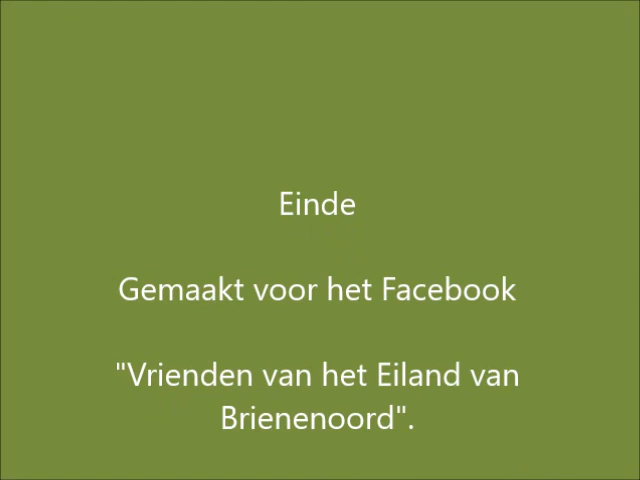 Einde
Gemaakt voor het Facebook
"Vrienden van het Eiland van
Brienenoord".